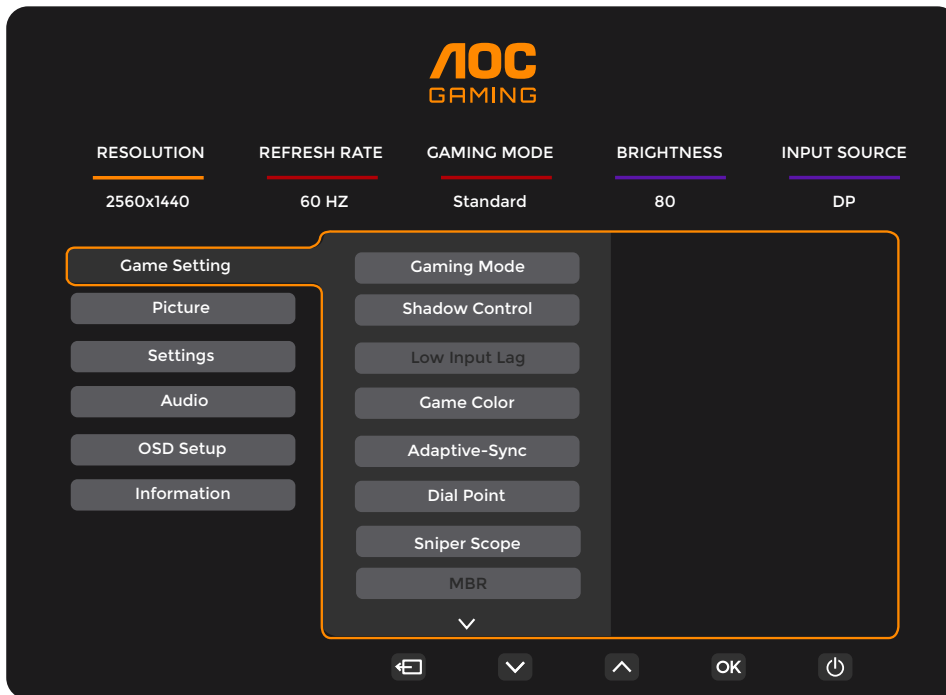 AOC
GAMING
RESOLUTION REFRESH RATE GAMING MODE BRIGHTNESS INPUT SOURCE
2560x1440 60 HZ Standard 80 DP
Game Setting
Picture
Settings
Audio
OSD Setup
Information
Gaming Mode
Shadow Control
Low Input Lag
Game Color
Adaptive-Sync
Dial Point
Sniper Scope
MBR
OK